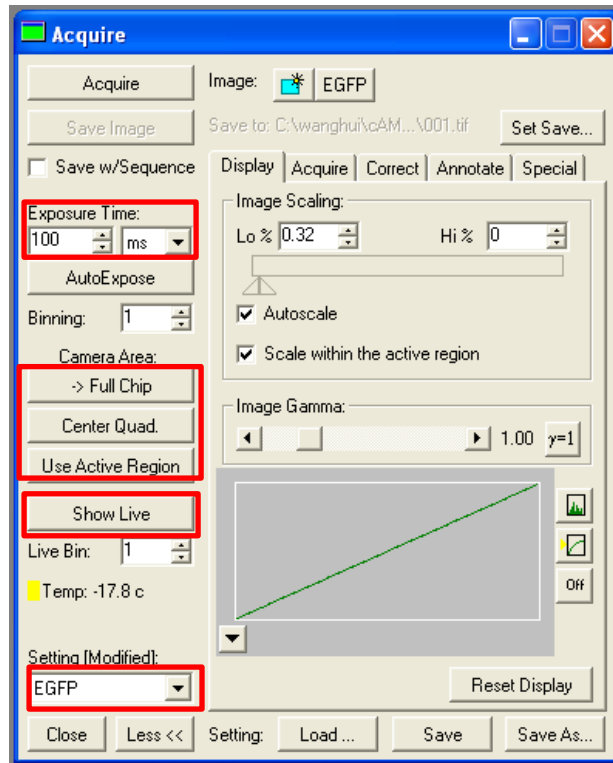 Acquire
Acquire
Image:
EGFP
Save Image
Save to: C:\wanghui\cAM...\001.tif
Set Save...
Save w/Sequence
Display
Acquire
Correct
Annotate
Special
Exposure Time:
100
ms
AutoExpose
Binning: 1
Camera Area:
-> Full Chip
Center Quad.
Use Active Region
Show Live
Live Bin: 1
Temp: -17.8 c
Setting [Modified]:
EGFP
Image Scaling:
Lo % 0.32
Hi % 0
Autoscale
Scale within the active region
Image Gamma:
1.00
γ=1
Off
Reset Display
Close
Less <<
Setting:
Load ...
Save
Save As...